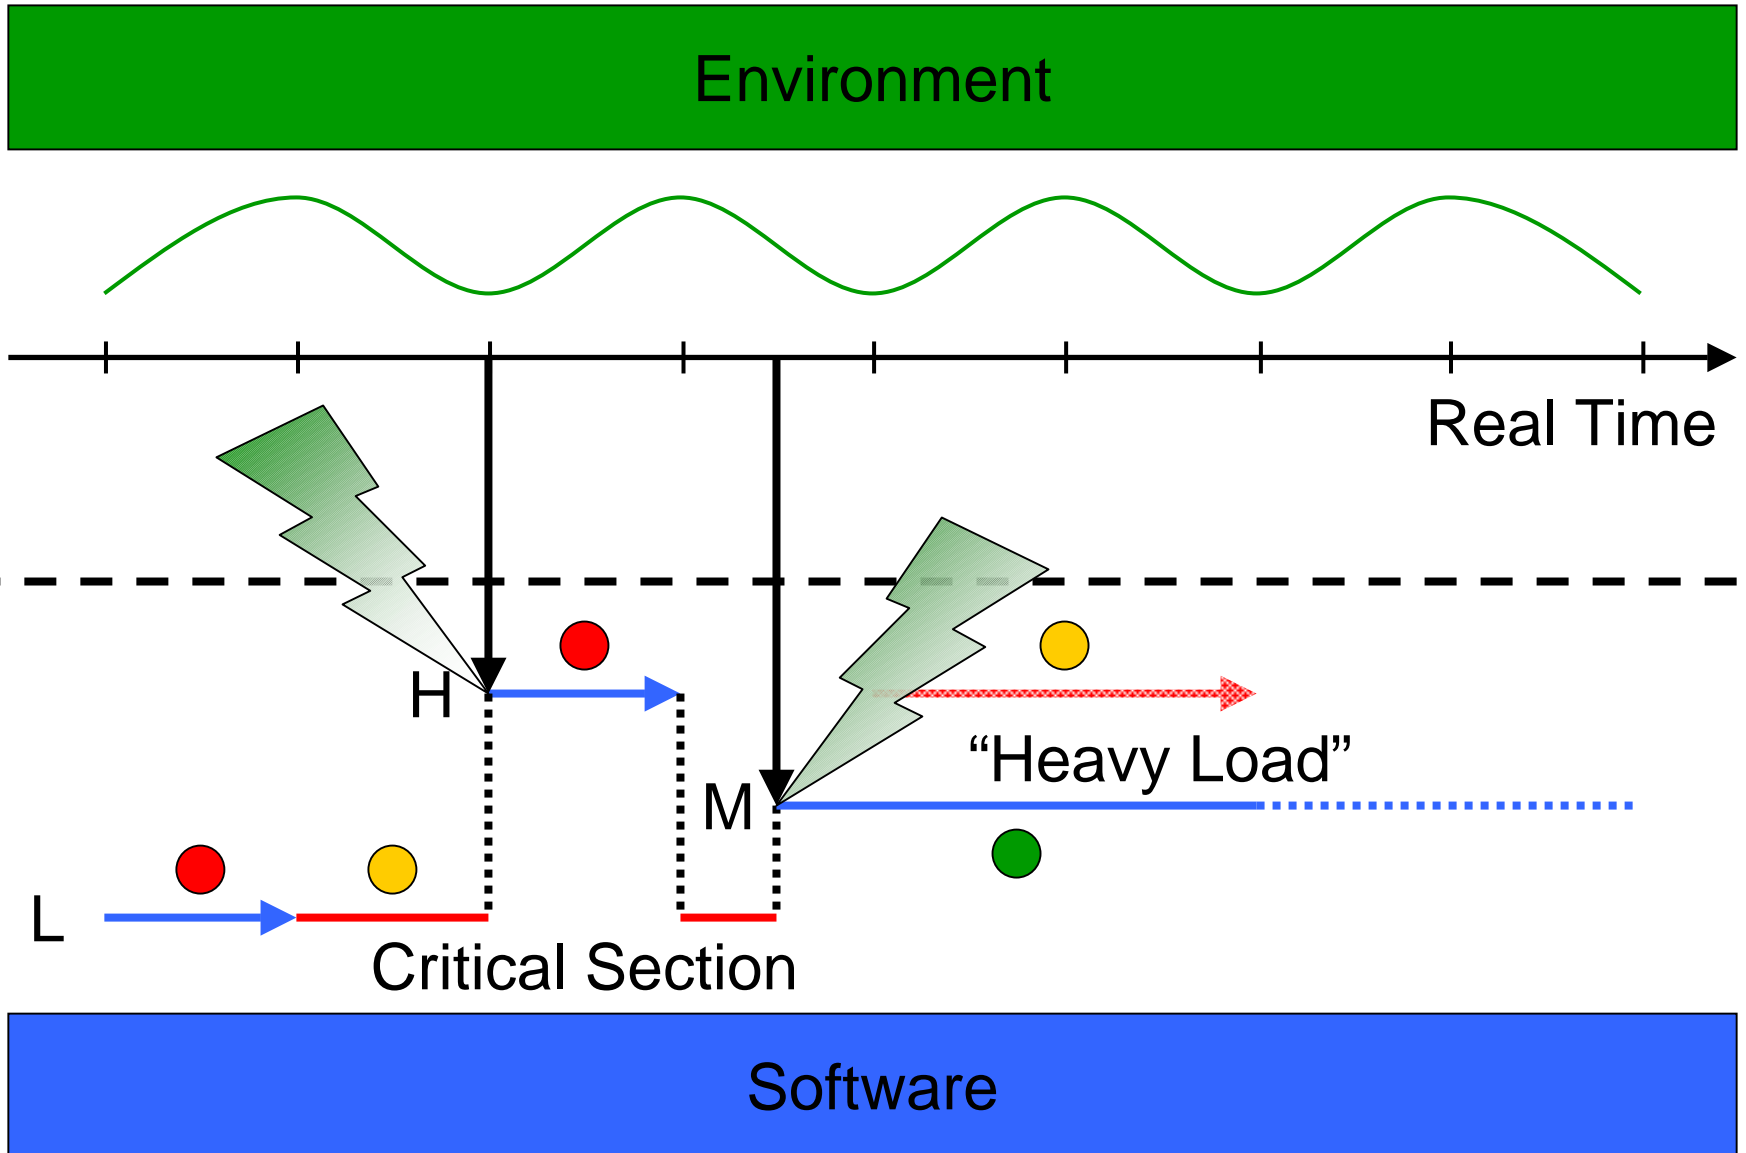 Environment
Real Time
H
“Heavy Load”
M
L
Critical Section
Software